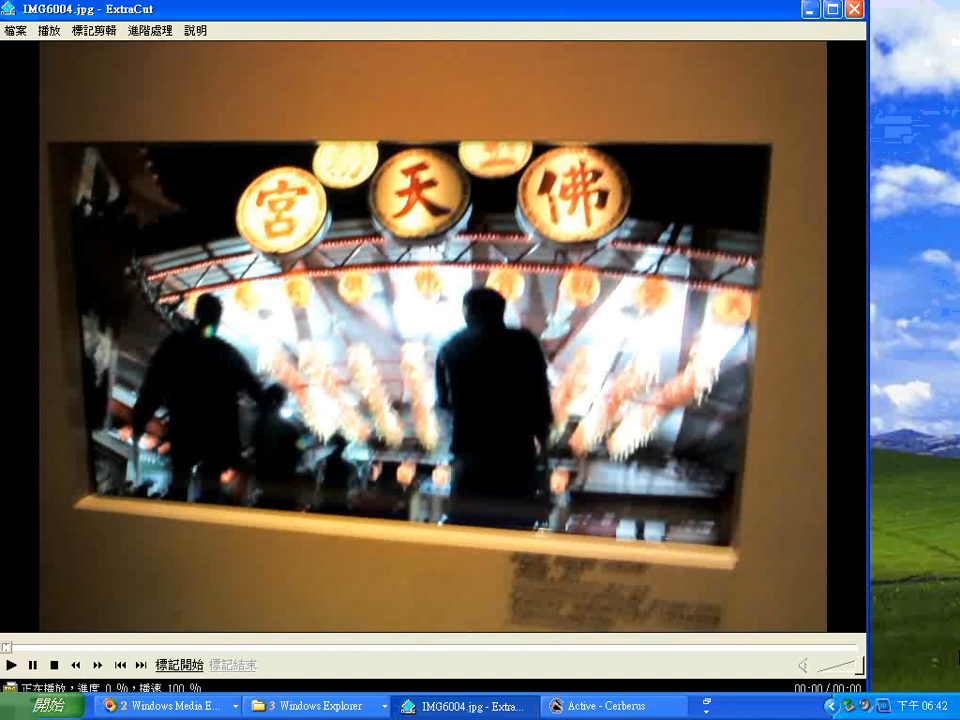 IMG6004.jpg - ExtraCut
檔案 播放 標記剪輯 進階處理 說明
宮 天 佛
標記開始 標記結束
正在播放，進度 0 %，播速 100 %
00:00 / 00:00
開始
2 Windows Media E...
3 Windows Explorer
IMG6004.jpg - Extra...
Active - Cerberus
下午 06:42